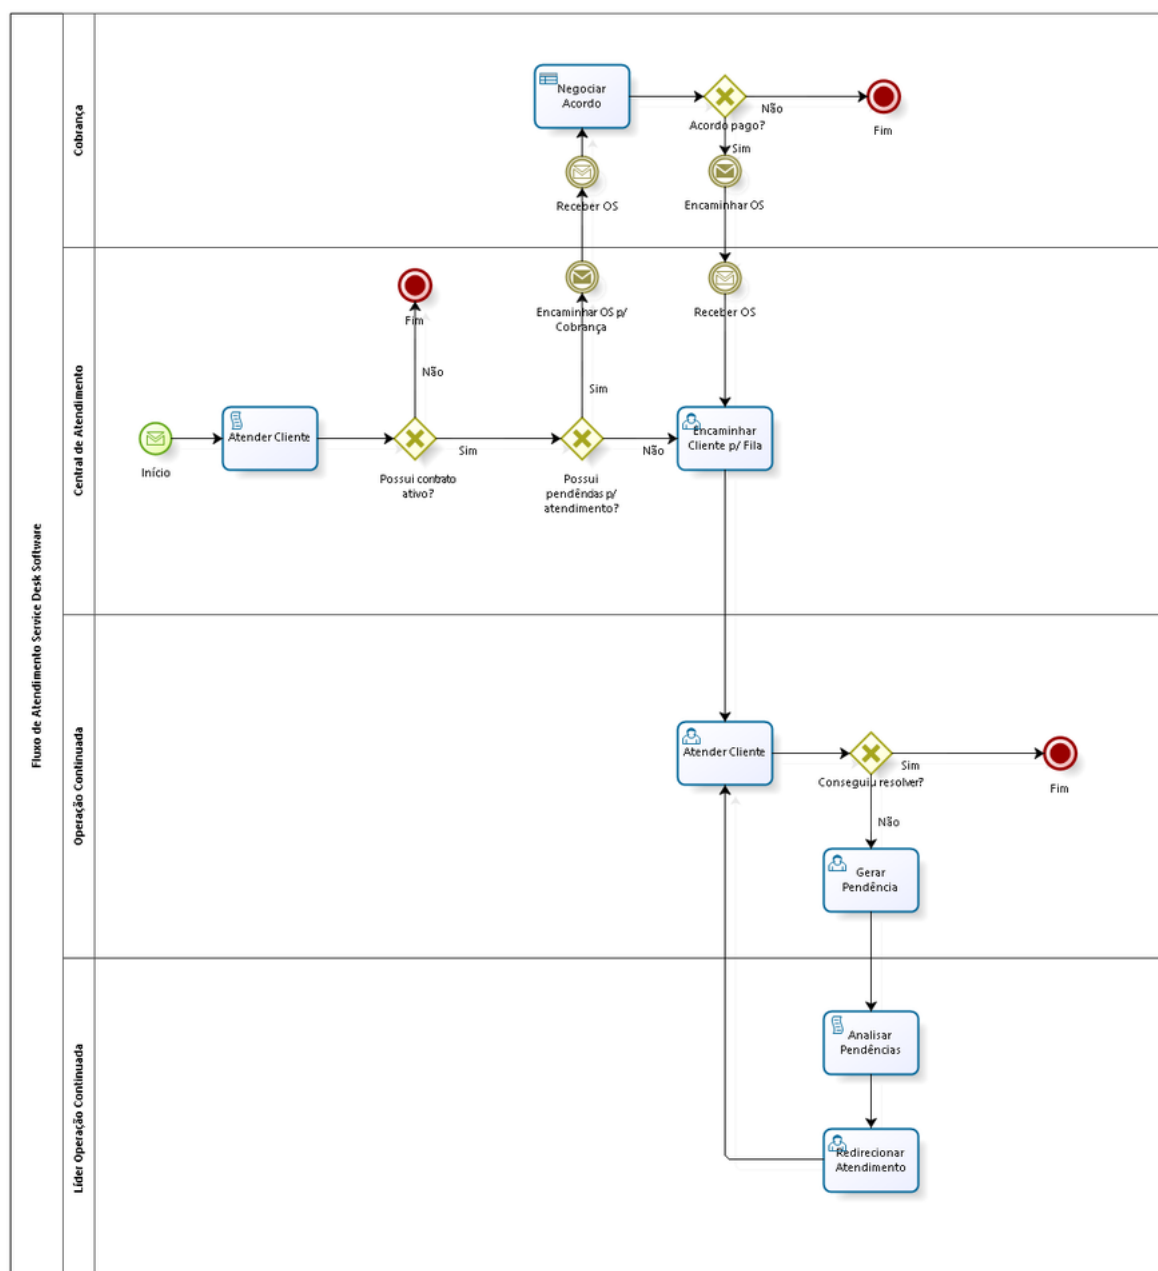 Fluxo de Atendimento Service Desk Software
Cobrança
Negociar
Acordo
Acordo pago?
Não
Fim
Sim
Receber OS
Encaminhar OS
Central de Atendimento
Fim
Encaminhar OS p/
Cobrança
Receber OS
Não
Sim
Início
Atender Cliente
Possui contrato
ativo?
Sim
Possui
pendências p/
atendimento?
Não
Encaminhar
Cliente p/ Fila
Operação Continuada
Atender Cliente
Conseguiu resolver?
Sim
Fim
Não
Gerar
Pendência
Líder Operação Continuada
Analisar
Pendências
Redirecionar
Atendimento